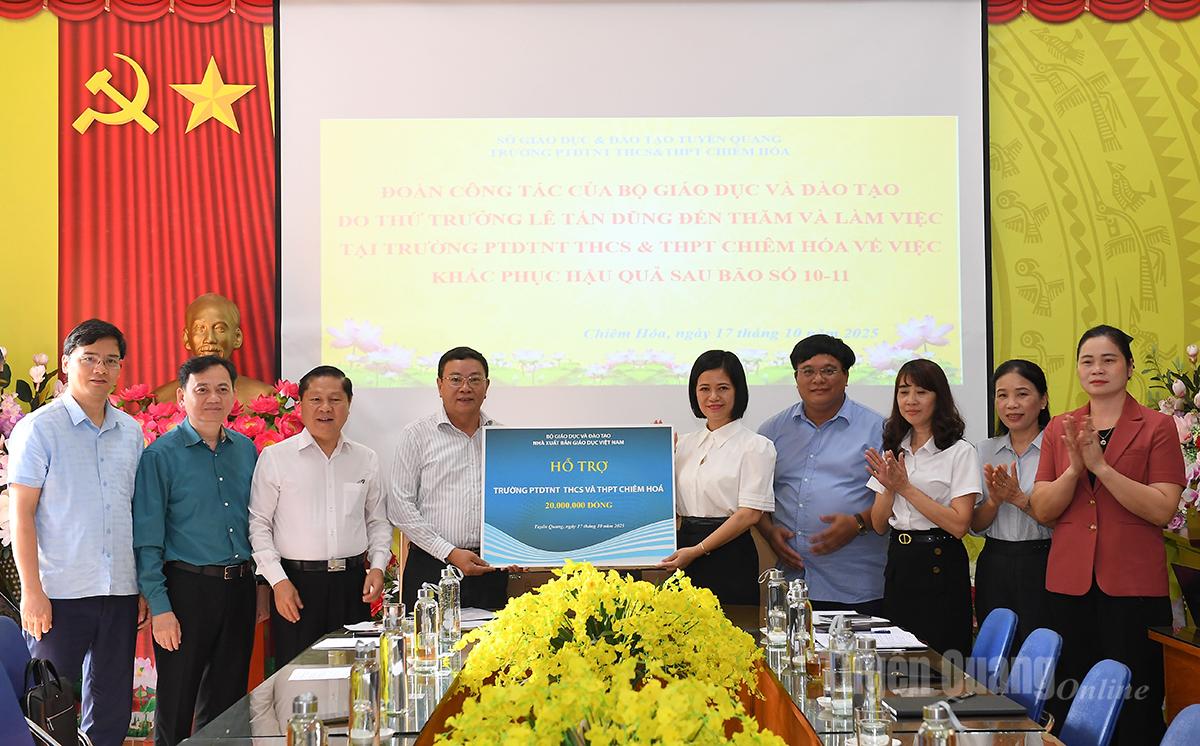 SỞ GIÁO DỤC & ĐÀO TẠO TUYÊN QUANG
TRƯỜNG PTDTNT THCS&THPT CHIÊM HÓA
ĐOÀN CÔNG TÁC CỦA BỘ GIÁO DỤC VÀ ĐÀO TẠO
DO THỨ TRƯỞNG LÊ TẤN DŨNG ĐẾN THĂM VÀ LÀM VIỆC
TẠI TRƯỜNG PTDTNT THCS & THPT CHIÊM HÓA VỀ VIỆC
KHẮC PHỤC HẬU QUẢ SAU BÃO SỐ 10-11
Chiêm Hóa, ngày 17 tháng 10 năm 2025
BỘ GIÁO DỤC VÀ ĐÀO TẠO
NHÀ XUẤT BẢN GIÁO DỤC VIỆT NAM
HỖ TRỢ
TRƯỜNG PTDTNT THCS VÀ THPT CHIÊM HOÁ
20.000.000 ĐỒNG
Tuyên Quang, ngày 17 tháng 10 năm 2025
Tuyen Quang Online